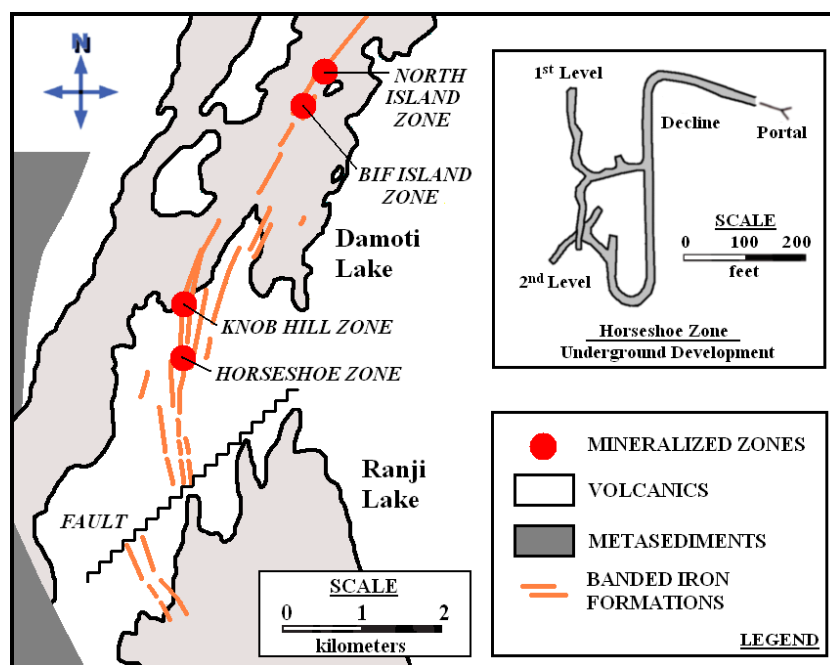 N
NORTH
ISLAND
ZONE
BIF ISLAND
ZONE
Damoti
Lake
KNOB HILL ZONE
HORSESHOE ZONE
Ranji
Lake
FAULT
SCALE
0 1 2
kilometers
1st Level
Decline
Portal
SCALE
0 100 200
feet
2nd Level
Horseshoe Zone
Underground Development
MINERALIZED ZONES
VOLCANICS
METASEDIMENTS
BANDED IRON
FORMATIONS
LEGEND